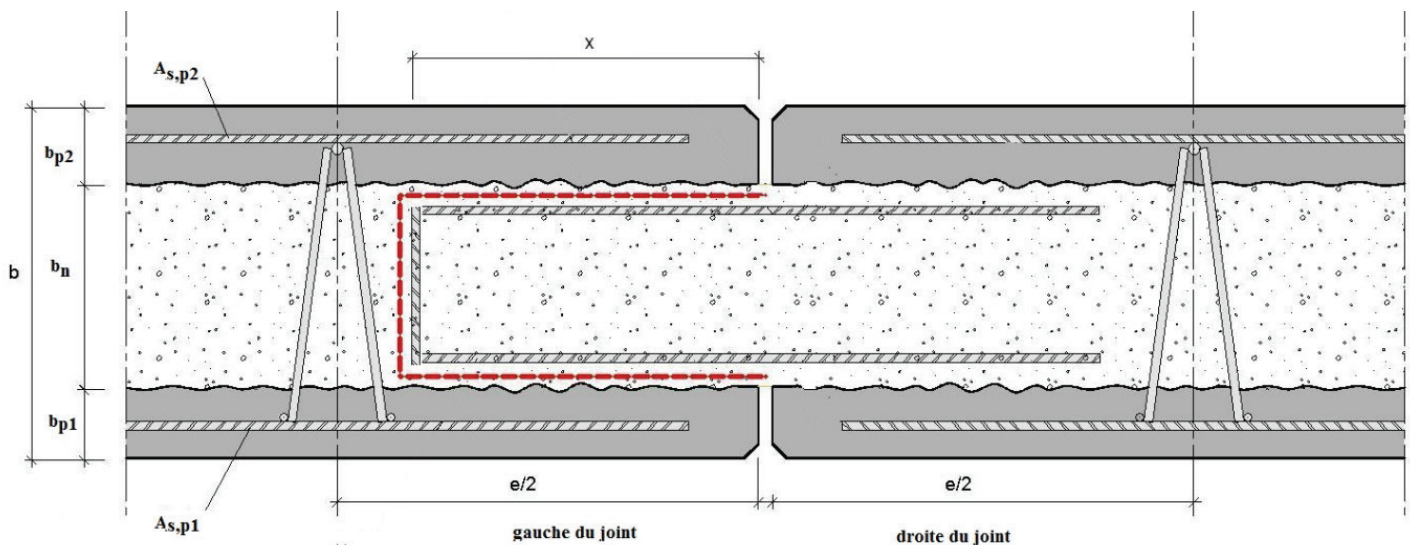 x
As,p2
bp2
b
bn
bp1
As,p1
e/2
e/2
gauche du joint
droite du joint